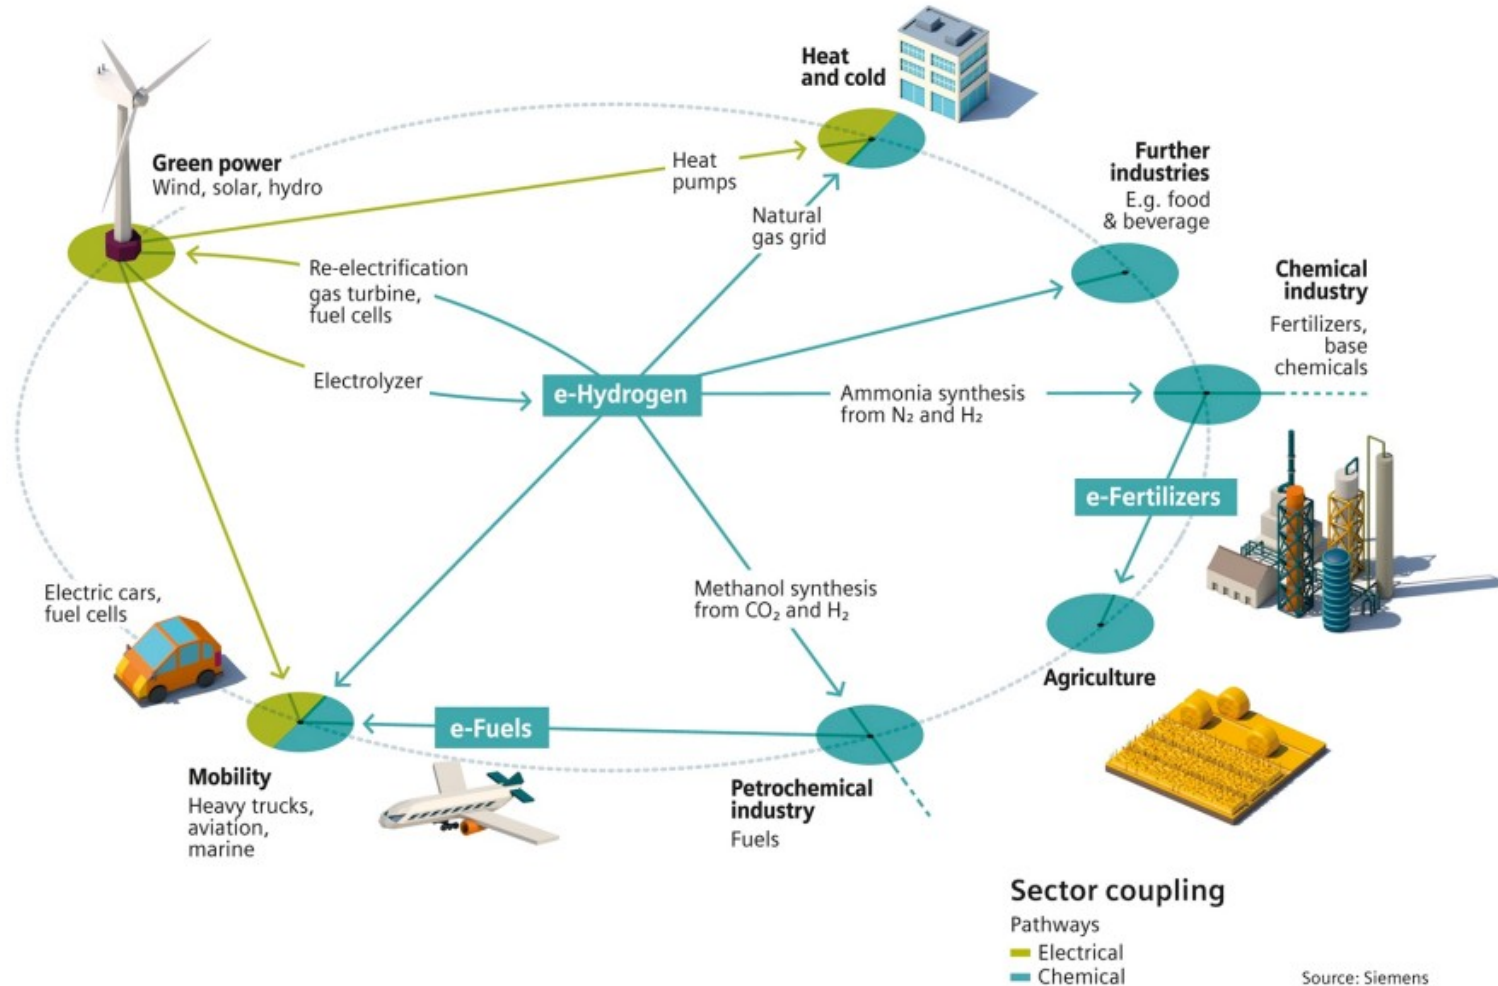 Heat
and cold
Green power
Wind, solar, hydro
Heat
pumps
Further
industries
E.g. food
& beverage
Natural
gas grid
Re-electrification
gas turbine,
fuel cells
Chemical
industry
Fertilizers,
base
chemicals
Electrolyzer
e-Hydrogen
Ammonia synthesis
from N₂ and H₂
e-Fertilizers
Electric cars,
fuel cells
Methanol synthesis
from CO₂ and H₂
Agriculture
e-Fuels
Mobility
Heavy trucks,
aviation,
marine
Petrochemical
industry
Fuels
Sector coupling
Pathways
Electrical
Chemical
Source: Siemens